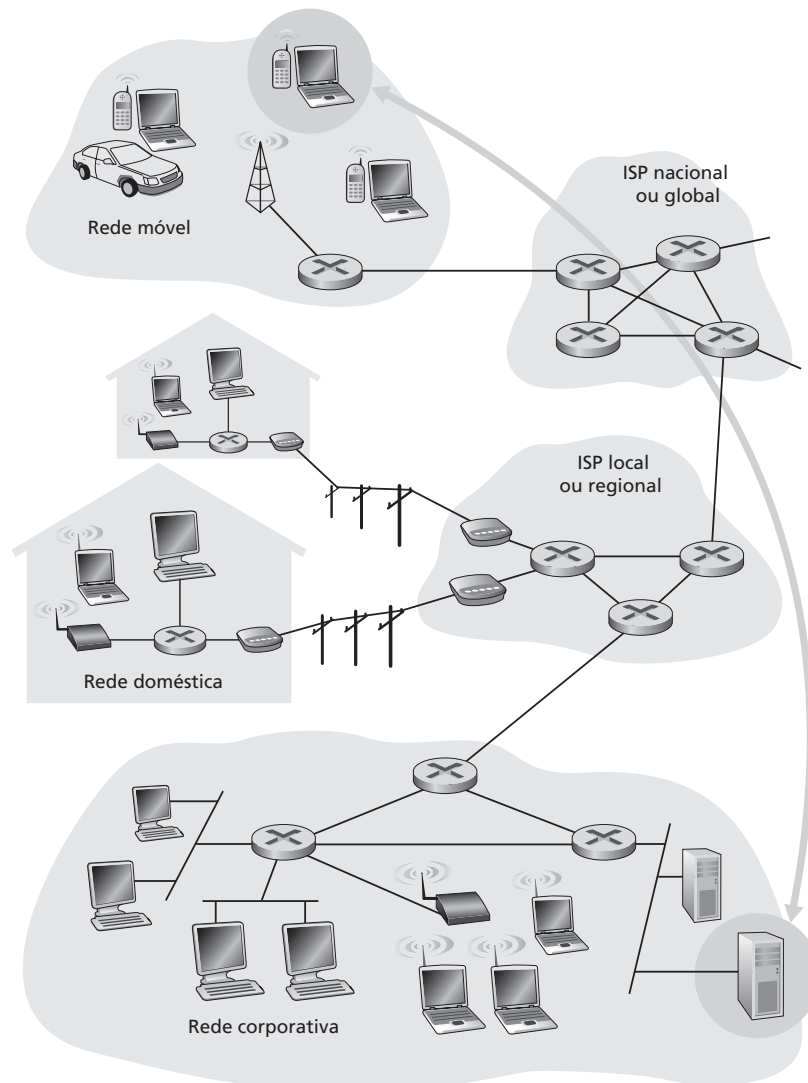 Rede móvel
ISP nacional
ou global
ISP local
ou regional
Rede doméstica
Rede corporativa